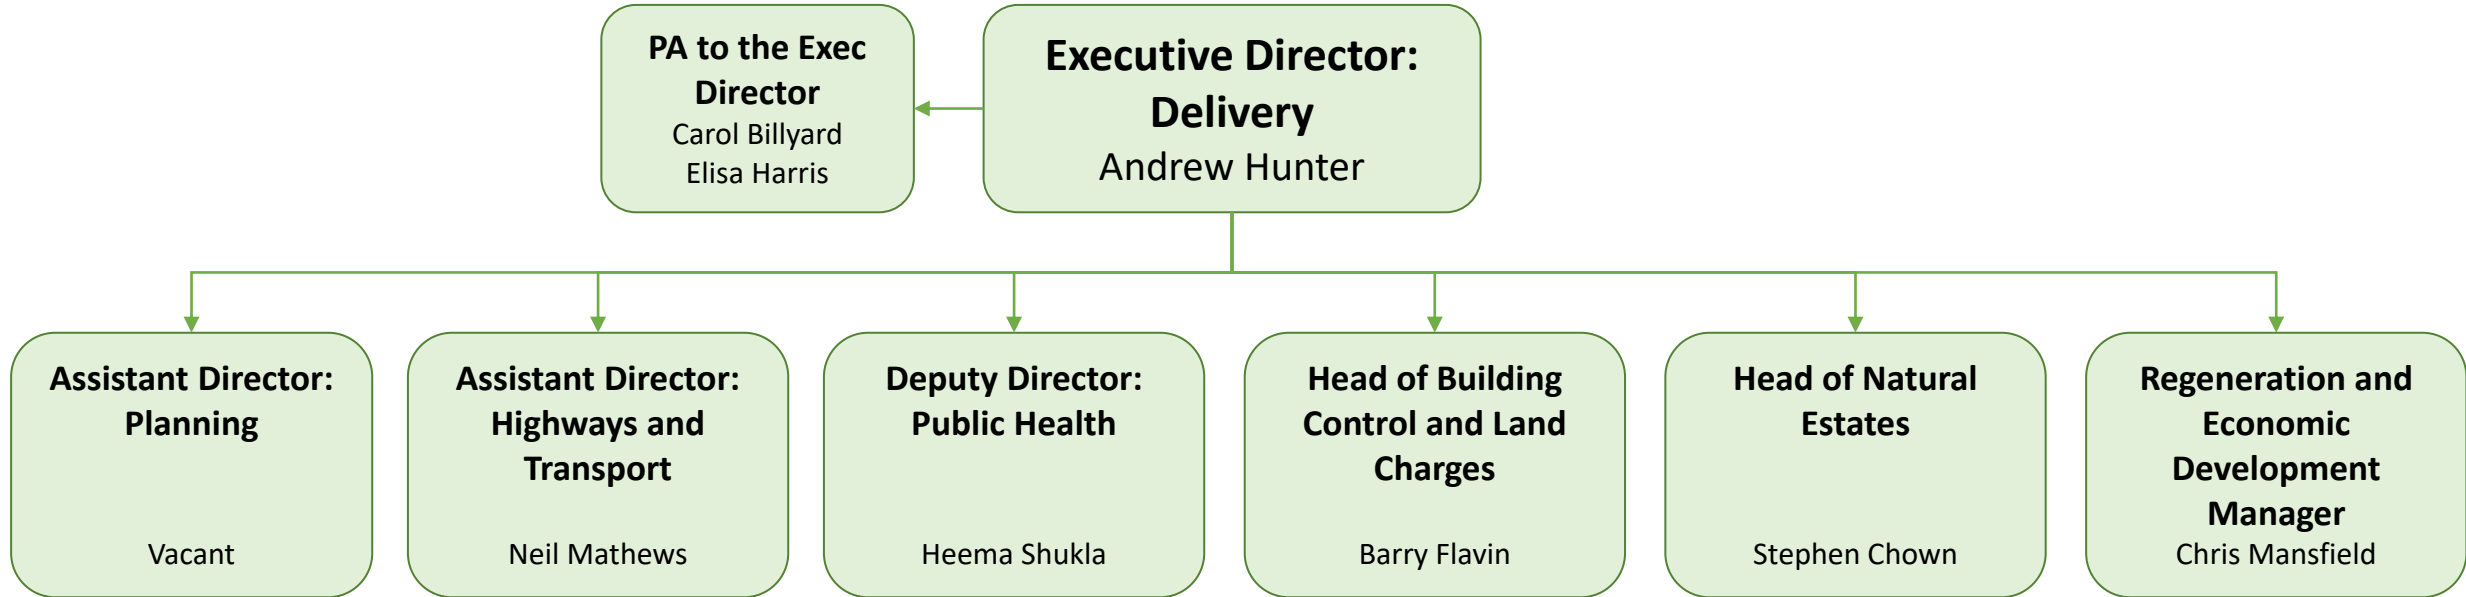 PA to the Exec
Director
Carol Billyard
Elisa Harris
Executive Director:
Delivery
Andrew Hunter
Assistant Director:
Planning
Vacant
Assistant Director:
Highways and
Transport
Neil Mathews
Deputy Director:
Public Health
Heema Shukla
Head of Building
Control and Land
Charges
Barry Flavin
Head of Natural
Estates
Stephen Chown
Regeneration and
Economic
Development
Manager
Chris Mansfield